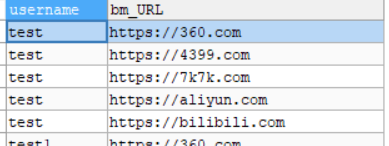 username bm_URL
test https://360.com
test https://4399.com
test https://7k7k.com
test https://aliyun.com
test https://bilibili.com
test1 https://360.com